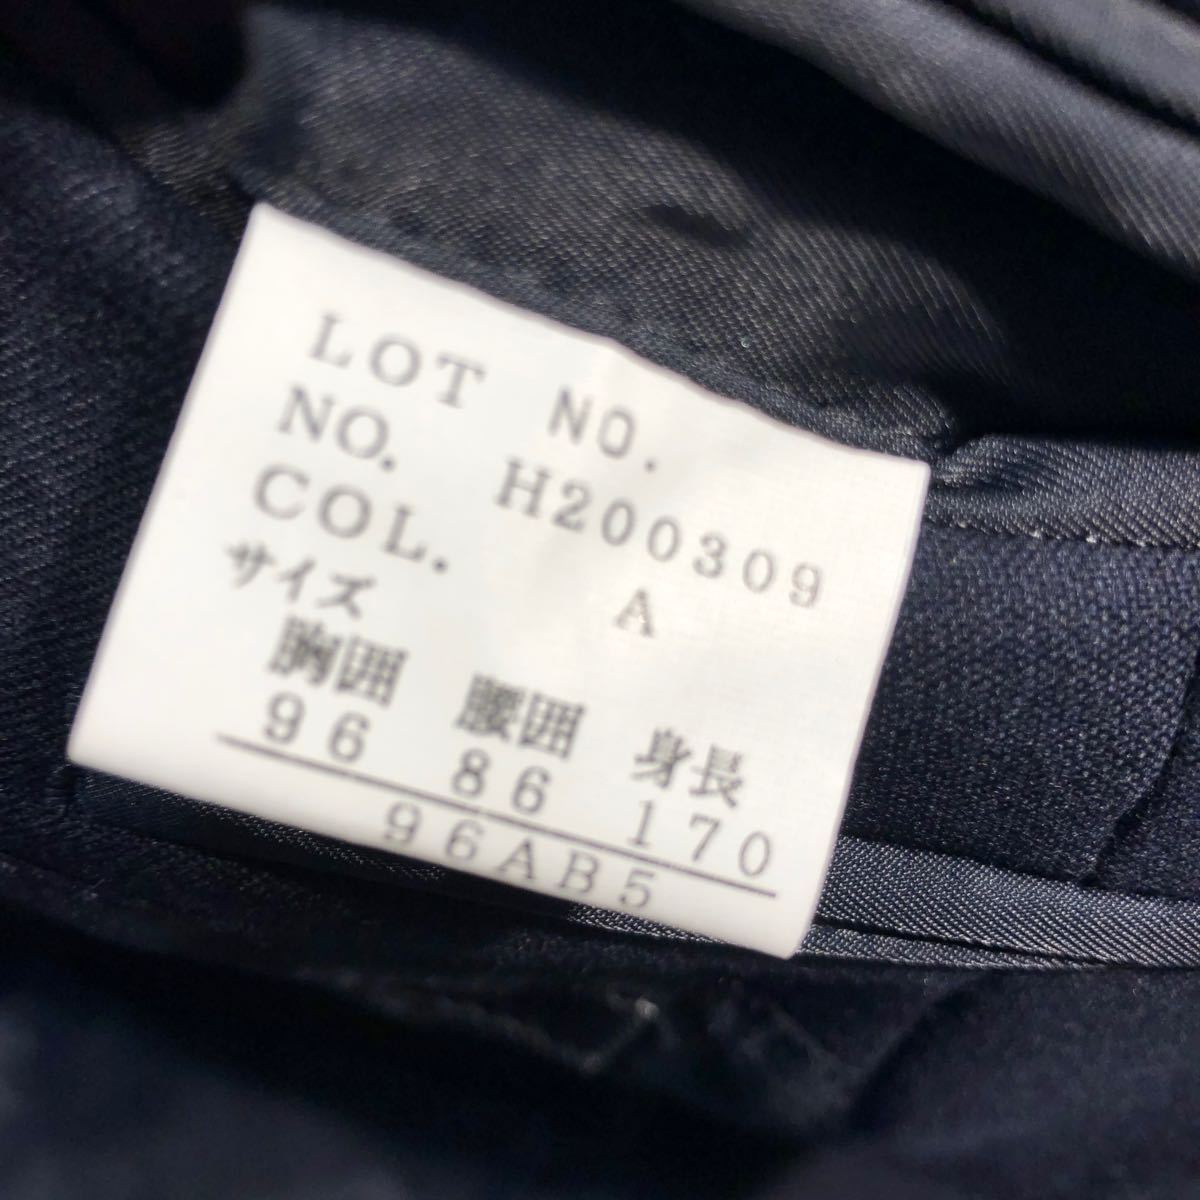 LOT NO.
NO. H200309
COL. A
サイズ
胸囲 腰囲 身長
96 86 170
96AB5